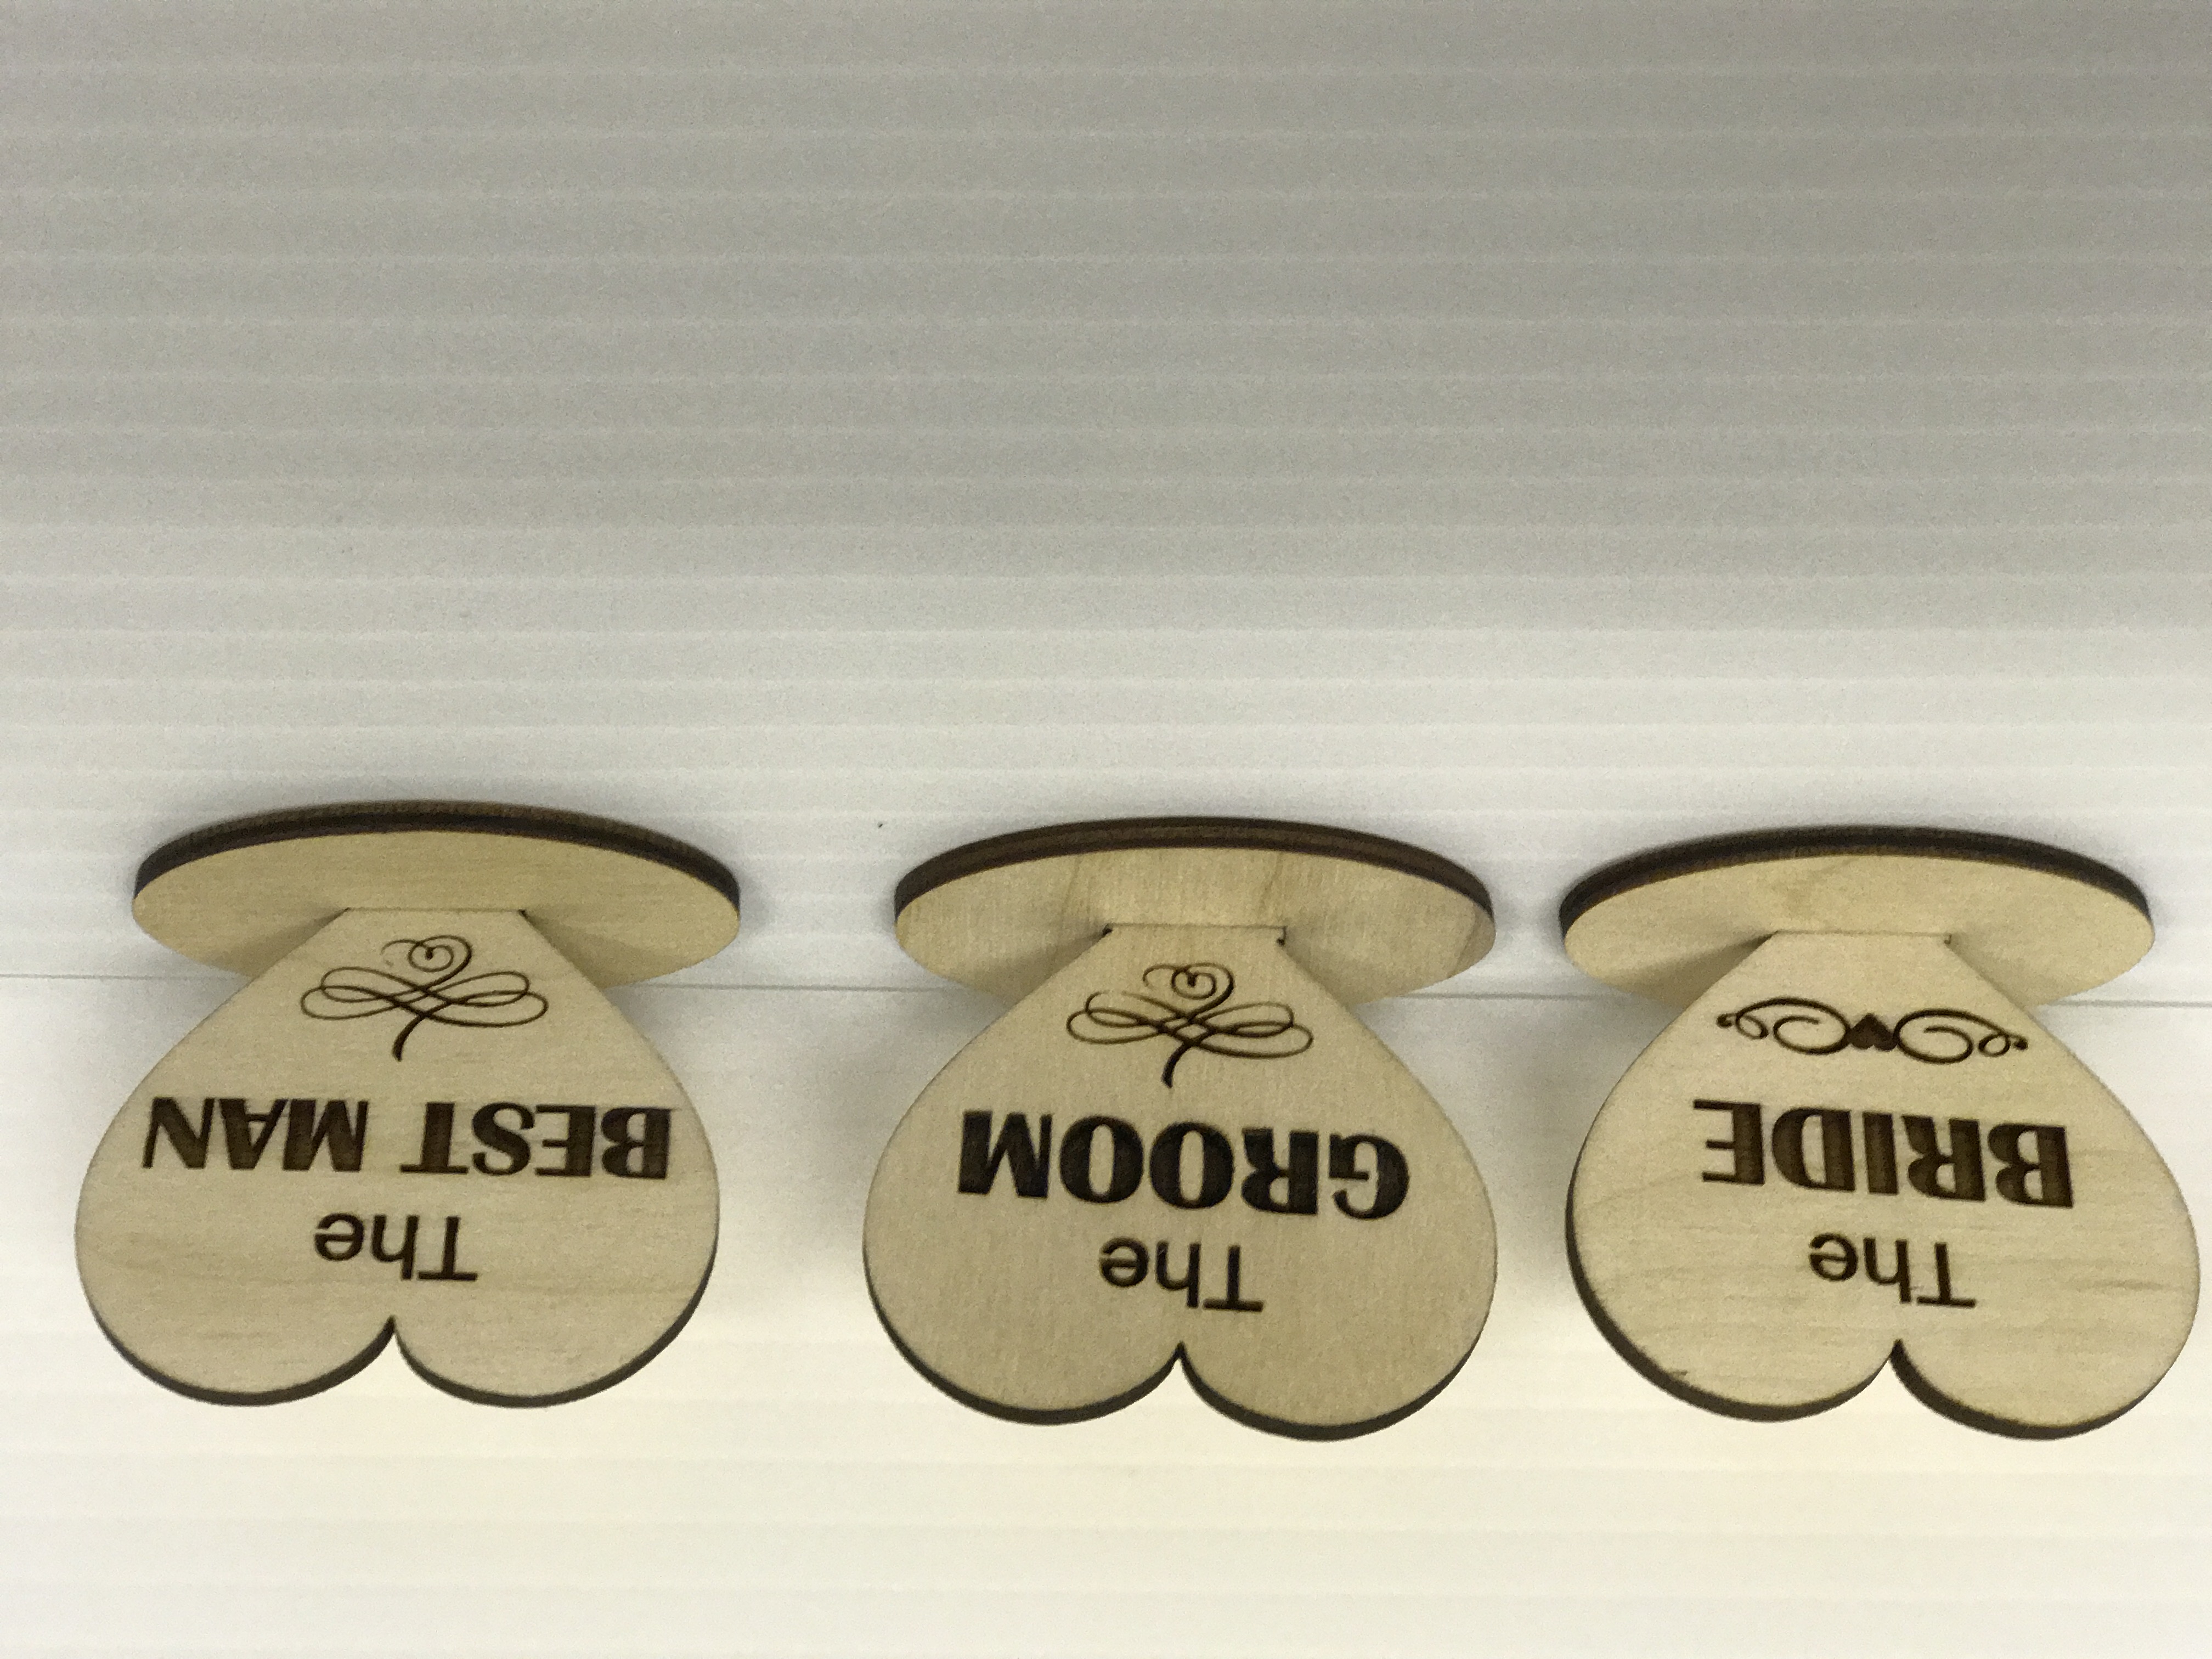 The
BRIDE
The
GROOM
The
BEST MAN